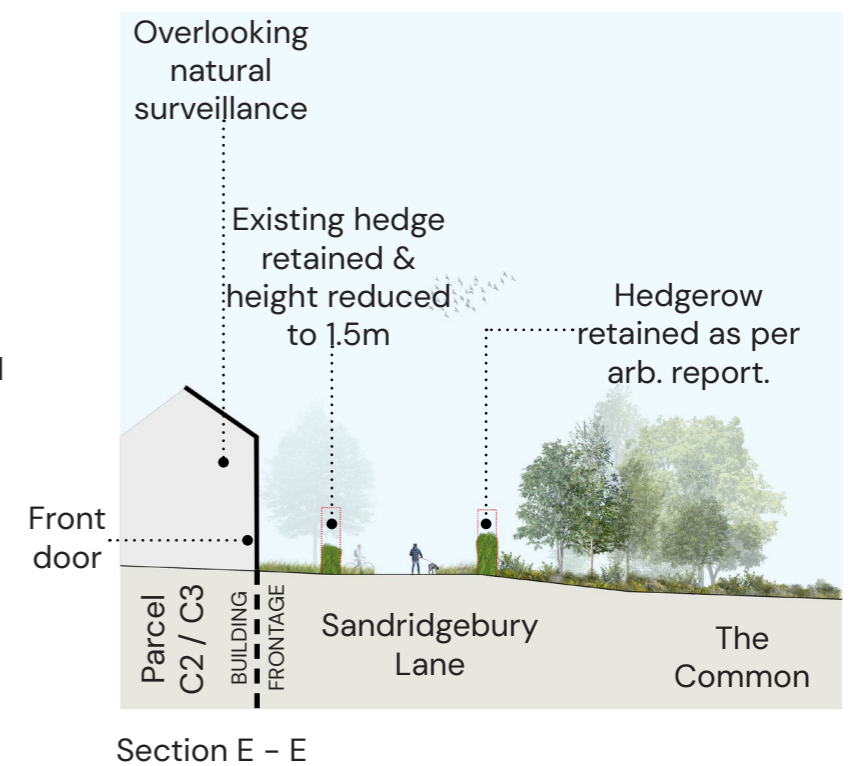 Overlooking
natural
surveillance
Existing hedge
retained &
height reduced
to 1.5m
Hedgerow
retained as per
arb. report.
Front
door
Parcel
C2 / C3
BUILDING
FRONTAGE
Sandridgebury
Lane
The
Common
Section E – E